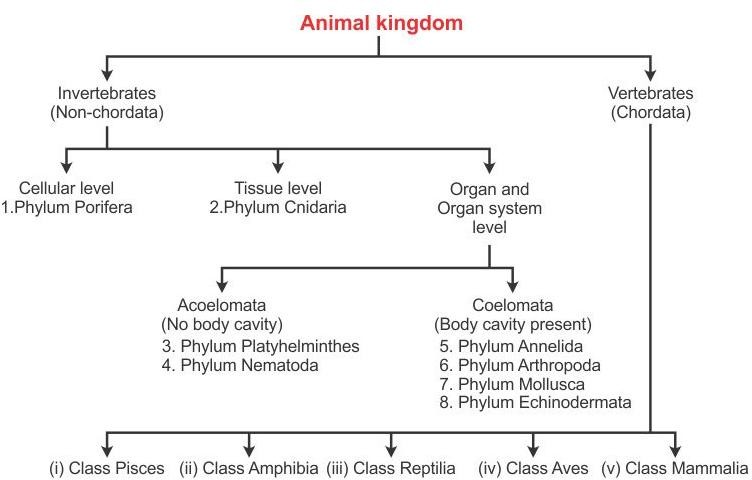 Animal kingdom
Invertebrates
(Non-chordata)
Vertebrates
(Chordata)
Cellular level
1.Phylum Porifera
Tissue level
2.Phylum Cnidaria
Organ and
Organ system
level
Acoelomata
(No body cavity)
3. Phylum Platyhelminthes
4. Phylum Nematoda
Coelomata
(Body cavity present)
5. Phylum Annelida
6. Phylum Arthropoda
7. Phylum Mollusca
8. Phylum Echinodermata
(i) Class Pisces
(ii) Class Amphibia
(iii) Class Reptilia
(iv) Class Aves
(v) Class Mammalia